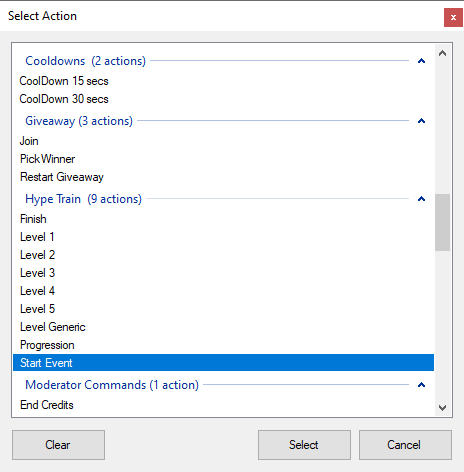 Select Action
x
Cooldowns (2 actions)
CoolDown 15 secs
CoolDown 30 secs
Giveaway (3 actions)
Join
PickWinner
Restart Giveaway
Hype Train (9 actions)
Finish
Level 1
Level 2
Level 3
Level 4
Level 5
Level Generic
Progression
Start Event
Moderator Commands (1 action)
End Credits
Clear
Select
Cancel